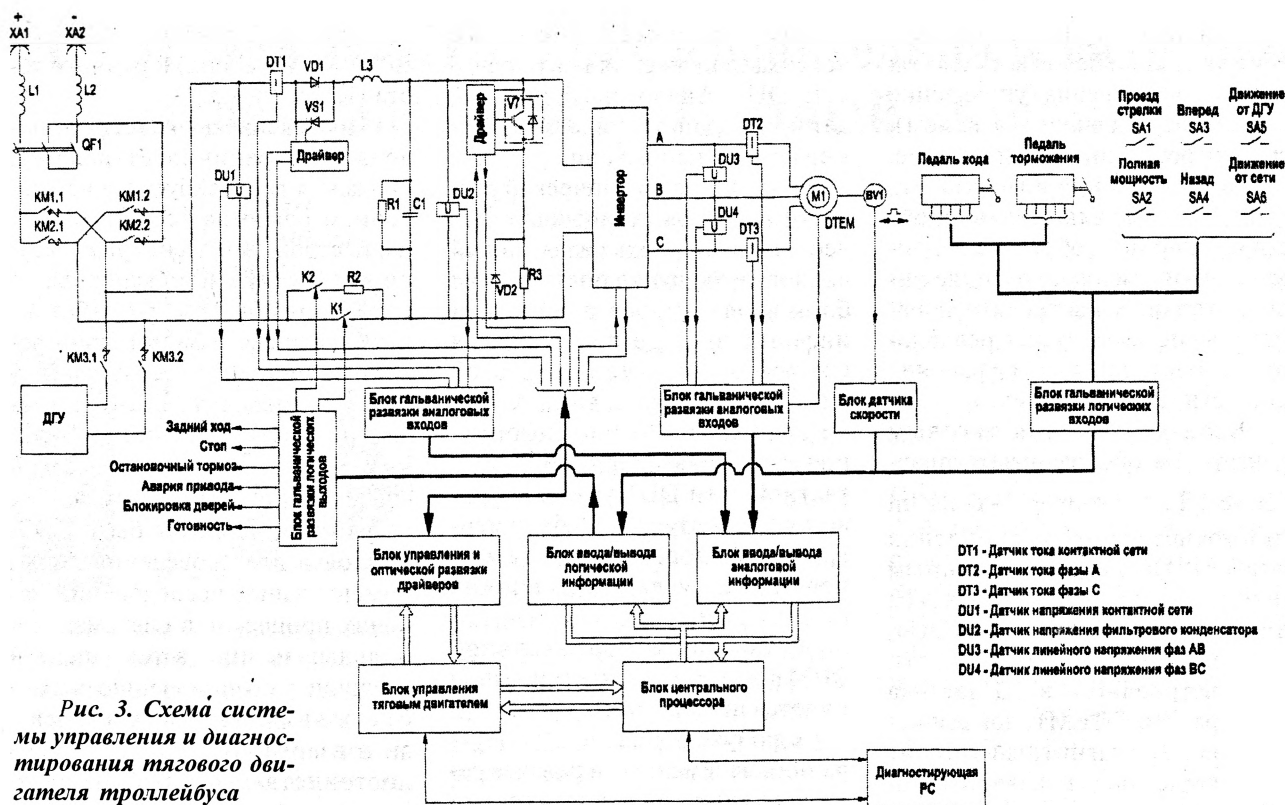 + -
XA1 XA2
L1 L2
QF1
KM1.1 KM1.2
KM2.1 KM2.2
KM3.1 KM3.2
ДГУ
DT1 VD1 L3
VS1
Драйвер
DU1
R1 C1
DU2
Драйвер
V7
VD2
R3
K2 R2
K1
Инвертор
A
B
C
DU3
DU4
DT2
DT3
M1
DTEM
BV1
Педаль хода
Педаль торможения
Проезд стрелки
SA1
Вперед
SA3
Движение от ДГУ
SA5
Полная мощность
SA2
Назад
SA4
Движение от сети
SA6
Задний ход
Стоп
Остановочный тормоз
Авария привода
Блокировка дверей
Готовность
Блок гальванической
развязки логических
выходов
Блок гальванической
развязки аналоговых
входов
Блок гальванической
развязки аналоговых
входов
Блок датчика
скорости
Блок гальванической
развязки логических
входов
Блок управления и
оптической развязки
драйверов
Блок ввода/вывода
логической
информации
Блок ввода/вывода
аналоговой
информации
Блок управления
тяговым двигателем
Блок центрального
процессора
Диагностирующая
PC
DT1 - Датчик тока контактной сети
DT2 - Датчик тока фазы А
DT3 - Датчик тока фазы С
DU1 - Датчик напряжения контактной сети
DU2 - Датчик напряжения фильтрового конденсатора
DU3 - Датчик линейного напряжения фаз АВ
DU4 - Датчик линейного напряжения фаз ВС
Рис. 3. Схема систе-
мы управления и диагнос-
тирования тягового дви-
гателя троллейбуса